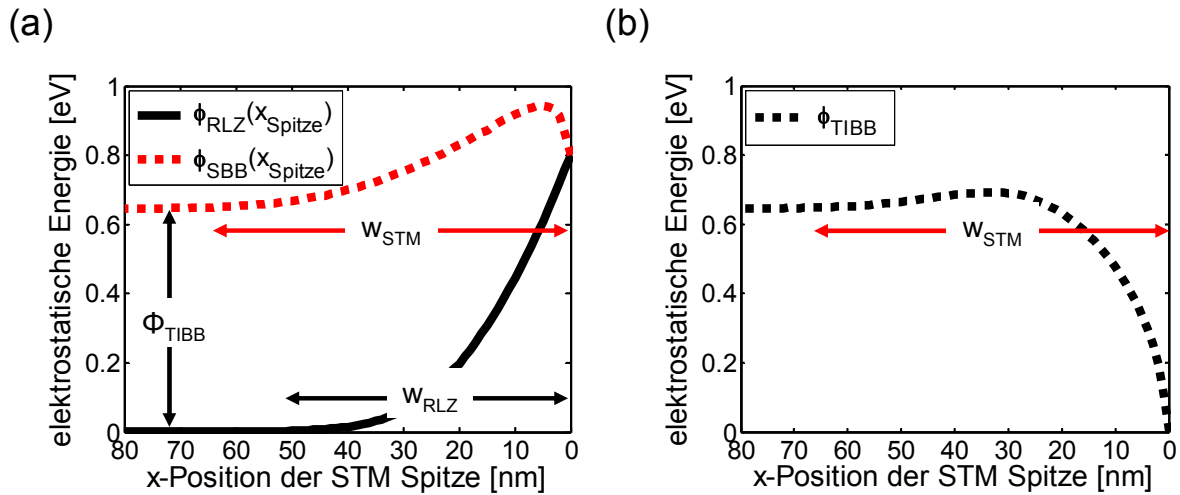 (a)
elektrostatische Energie [eV]
1
0.8
0.6
0.4
0.2
0
ϕRLZ(xSpitze)
ϕSBB(xSpitze)
wSTM
ΦTIBB
wRLZ
80 70 60 50 40 30 20 10 0
x-Position der STM Spitze [nm]
(b)
elektrostatische Energie [eV]
1
0.8
0.6
0.4
0.2
0
ϕTIBB
wSTM
80 70 60 50 40 30 20 10 0
x-Position der STM Spitze [nm]